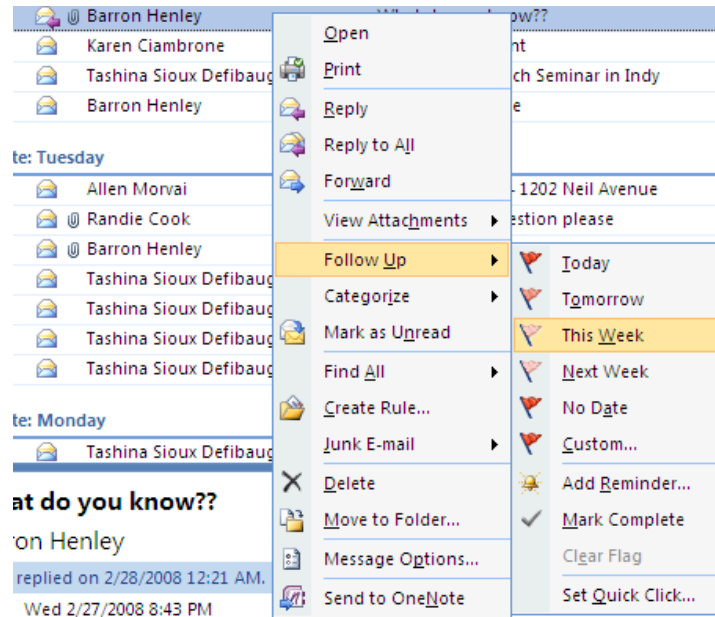 Barron Henley
Karen Ciambrone
Tashina Sioux Defibaug
ch Seminar in Indy
Barron Henley
te: Tuesday
Allen Morvai
- 1202 Neil Avenue
Randie Cook
estion please
Barron Henley
Tashina Sioux Defibaug
Tashina Sioux Defibaug
Tashina Sioux Defibaug
Tashina Sioux Defibaug
te: Monday
Tashina Sioux Defibaug
at do you know??
ron Henley
replied on 2/28/2008 12:21 AM.
Wed 2/27/2008 8:43 PM
Open
Print
Reply
Reply to All
Forward
View Attachments
Follow Up
Categorize
Mark as Unread
Find All
Create Rule...
Junk E-mail
Delete
Move to Folder...
Message Options...
Send to OneNote
Today
Tomorrow
This Week
Next Week
No Date
Custom...
Add Reminder...
Mark Complete
Clear Flag
Set Quick Click...